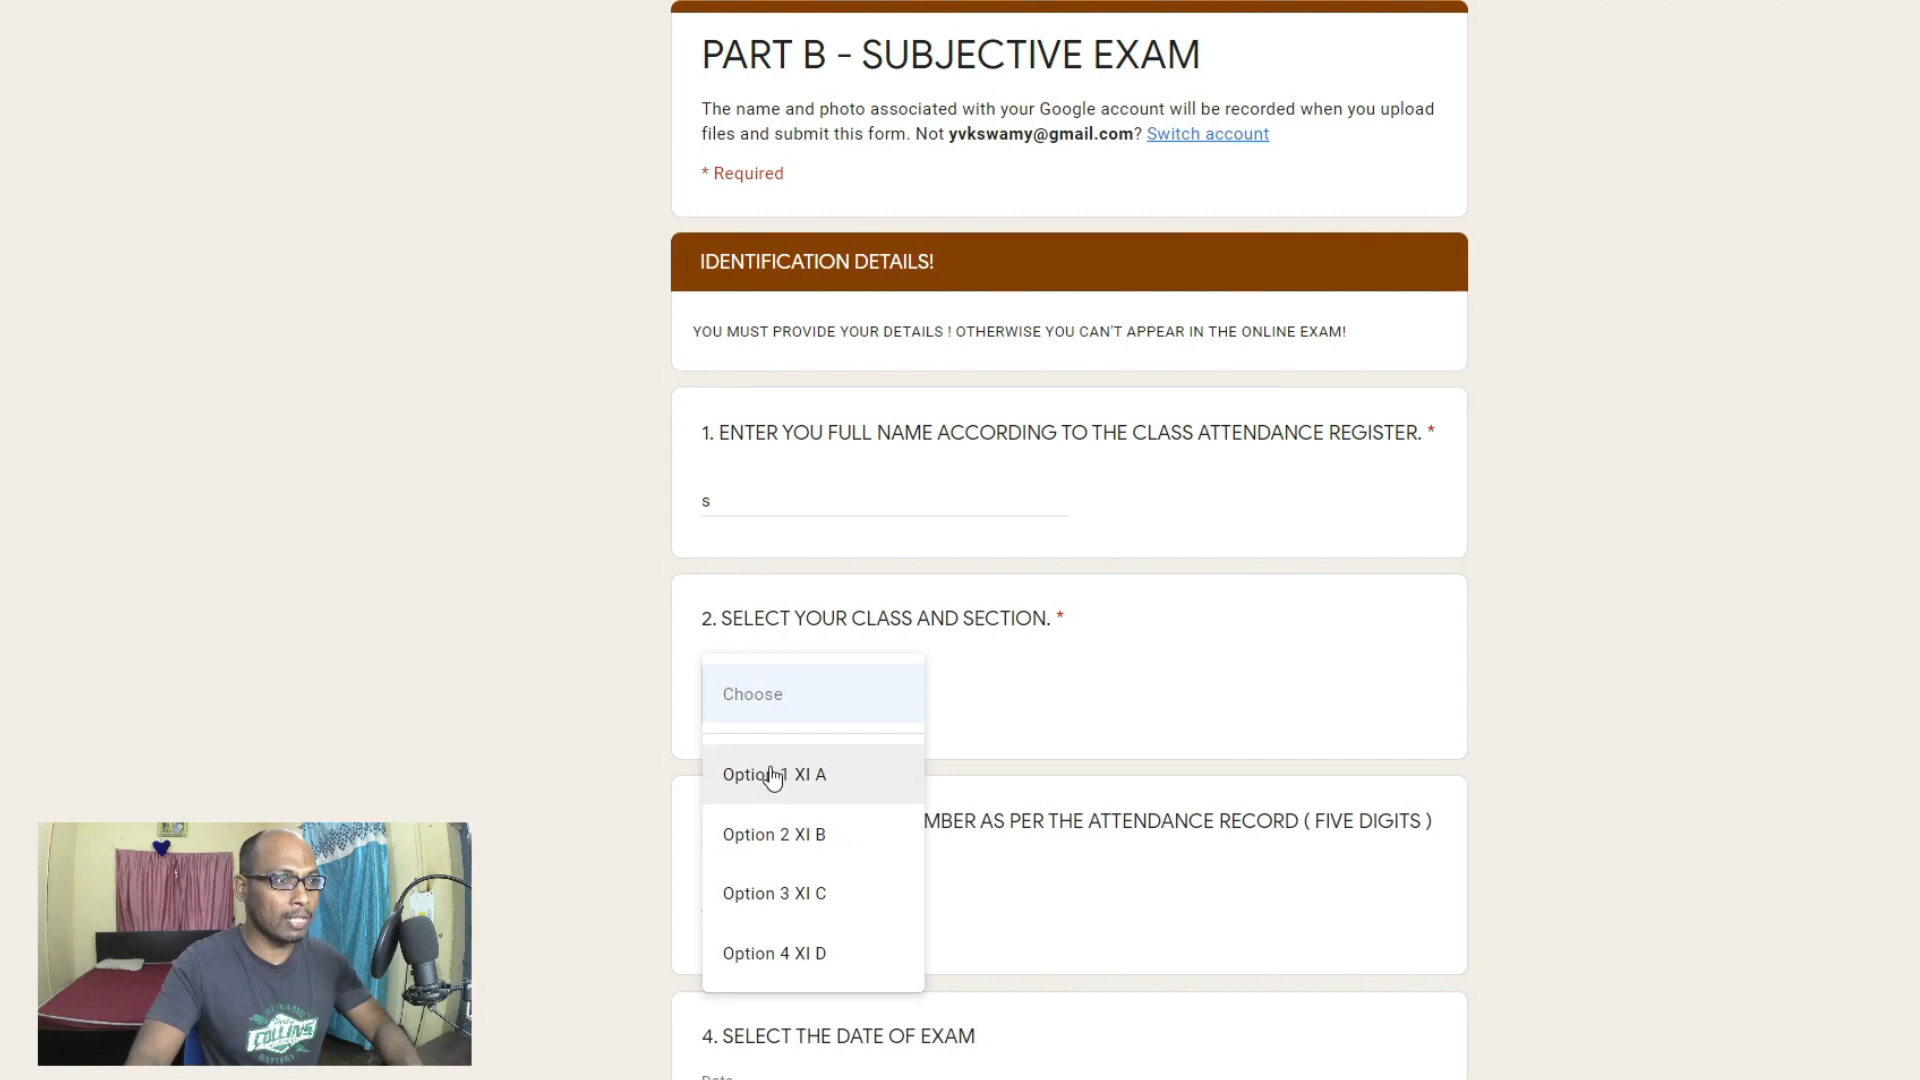 PART B - SUBJECTIVE EXAM
The name and photo associated with your Google account will be recorded when you upload
files and submit this form. Not yvkswamy@gmail.com? Switch account
* Required
IDENTIFICATION DETAILS!
YOU MUST PROVIDE YOUR DETAILS ! OTHERWISE YOU CAN'T APPEAR IN THE ONLINE EXAM!
1. ENTER YOU FULL NAME ACCORDING TO THE CLASS ATTENDANCE REGISTER. *
s
2. SELECT YOUR CLASS AND SECTION. *
Choose
Option 1 XI A
Option 2 XI B
MBER AS PER THE ATTENDANCE RECORD ( FIVE DIGITS )
Option 3 XI C
Option 4 XI D
4. SELECT THE DATE OF EXAM
COLLINS